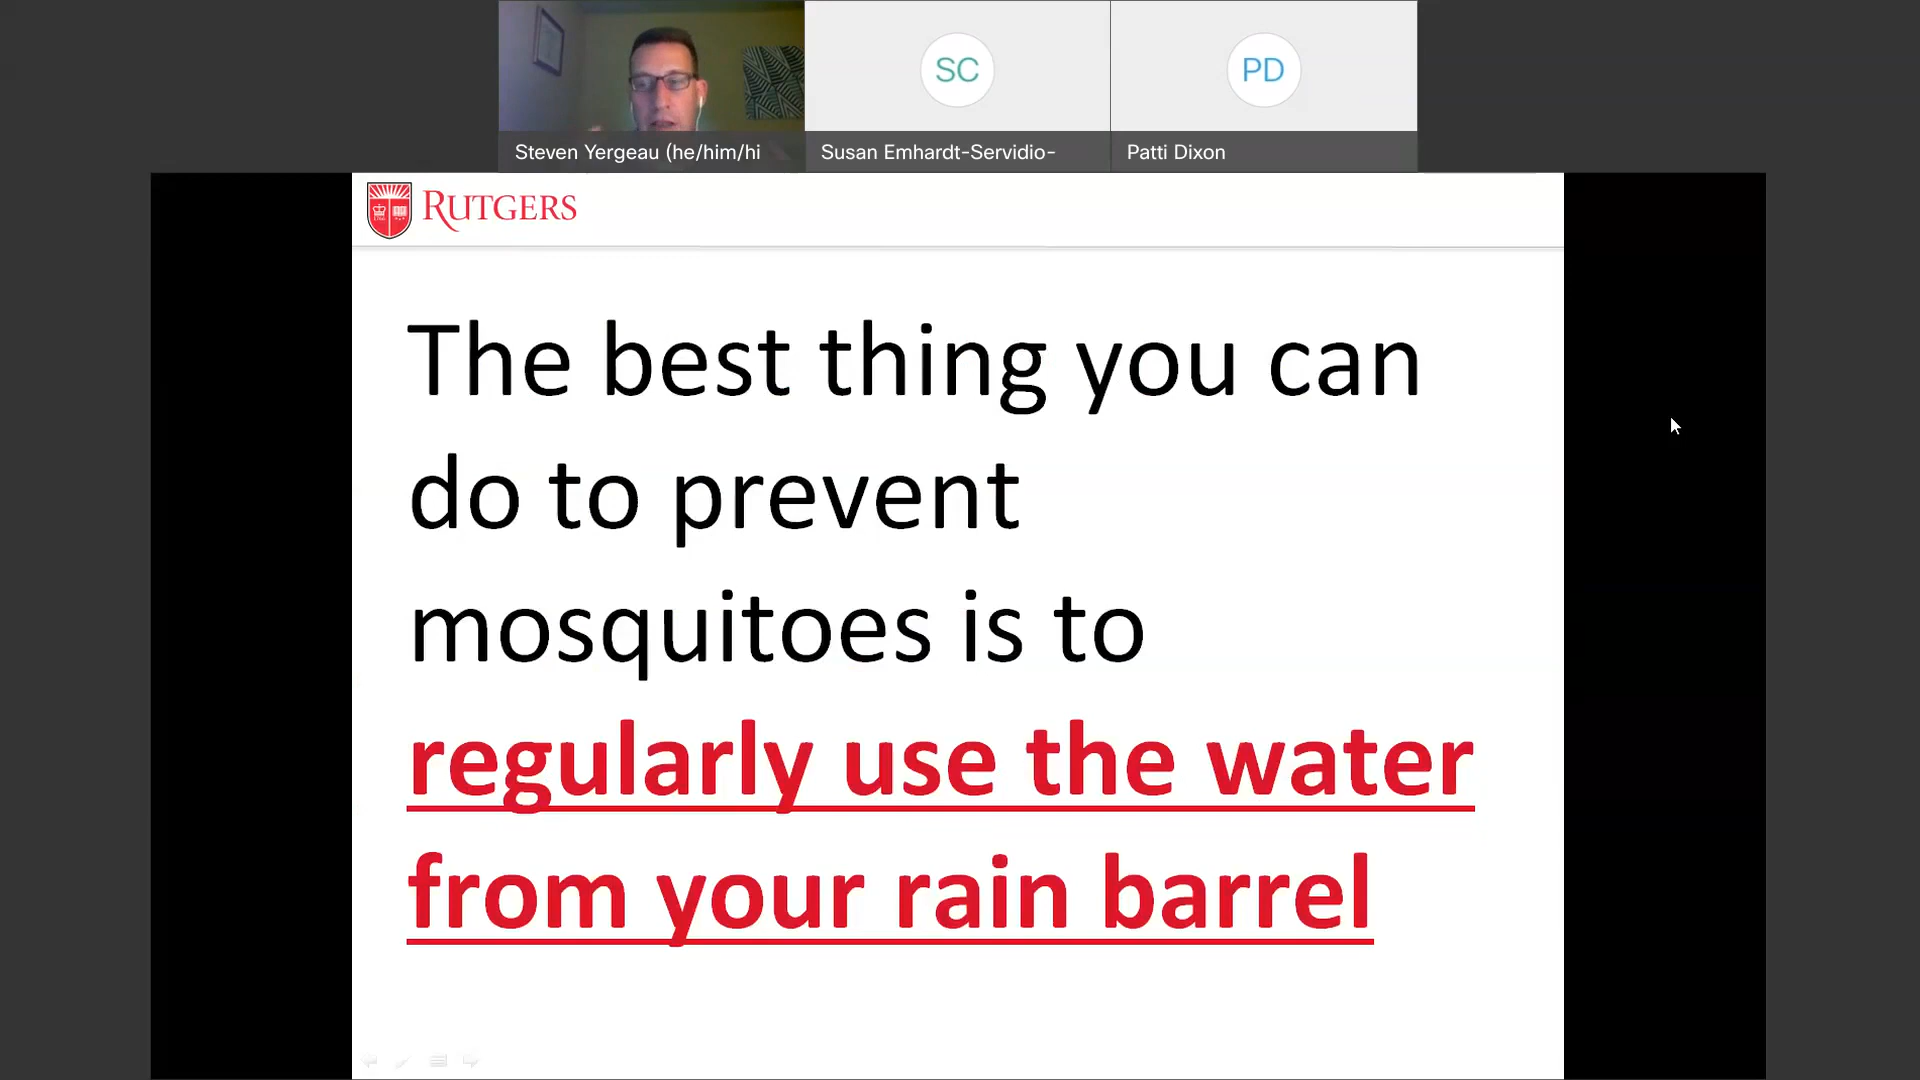 SC
PD
Steven Yergeau (he/him/hi
Susan Emhardt-Servidio-
Patti Dixon
RUTGERS
The best thing you can
do to prevent
mosquitoes is to
regularly use the water
from your rain barrel